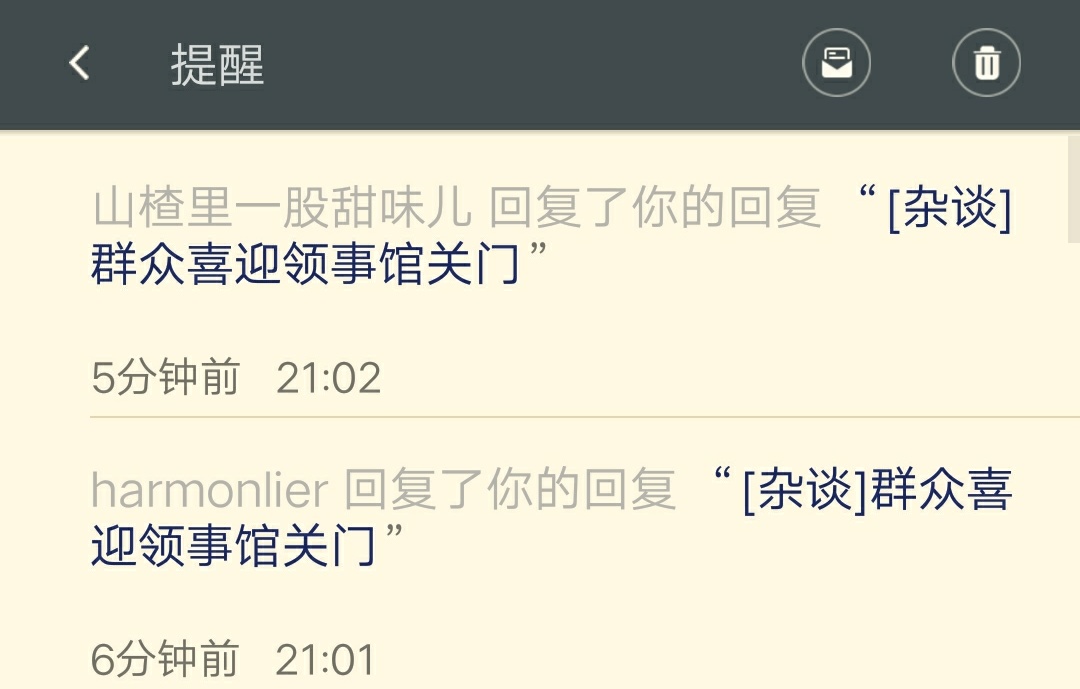 提醒
山楂里一股甜味儿 回复了你的回复 “[杂谈]
群众喜迎领事馆关门”
5分钟前 21:02
harmonlier 回复了你的回复 “[杂谈]群众喜
迎领事馆关门”
6分钟前 21:01